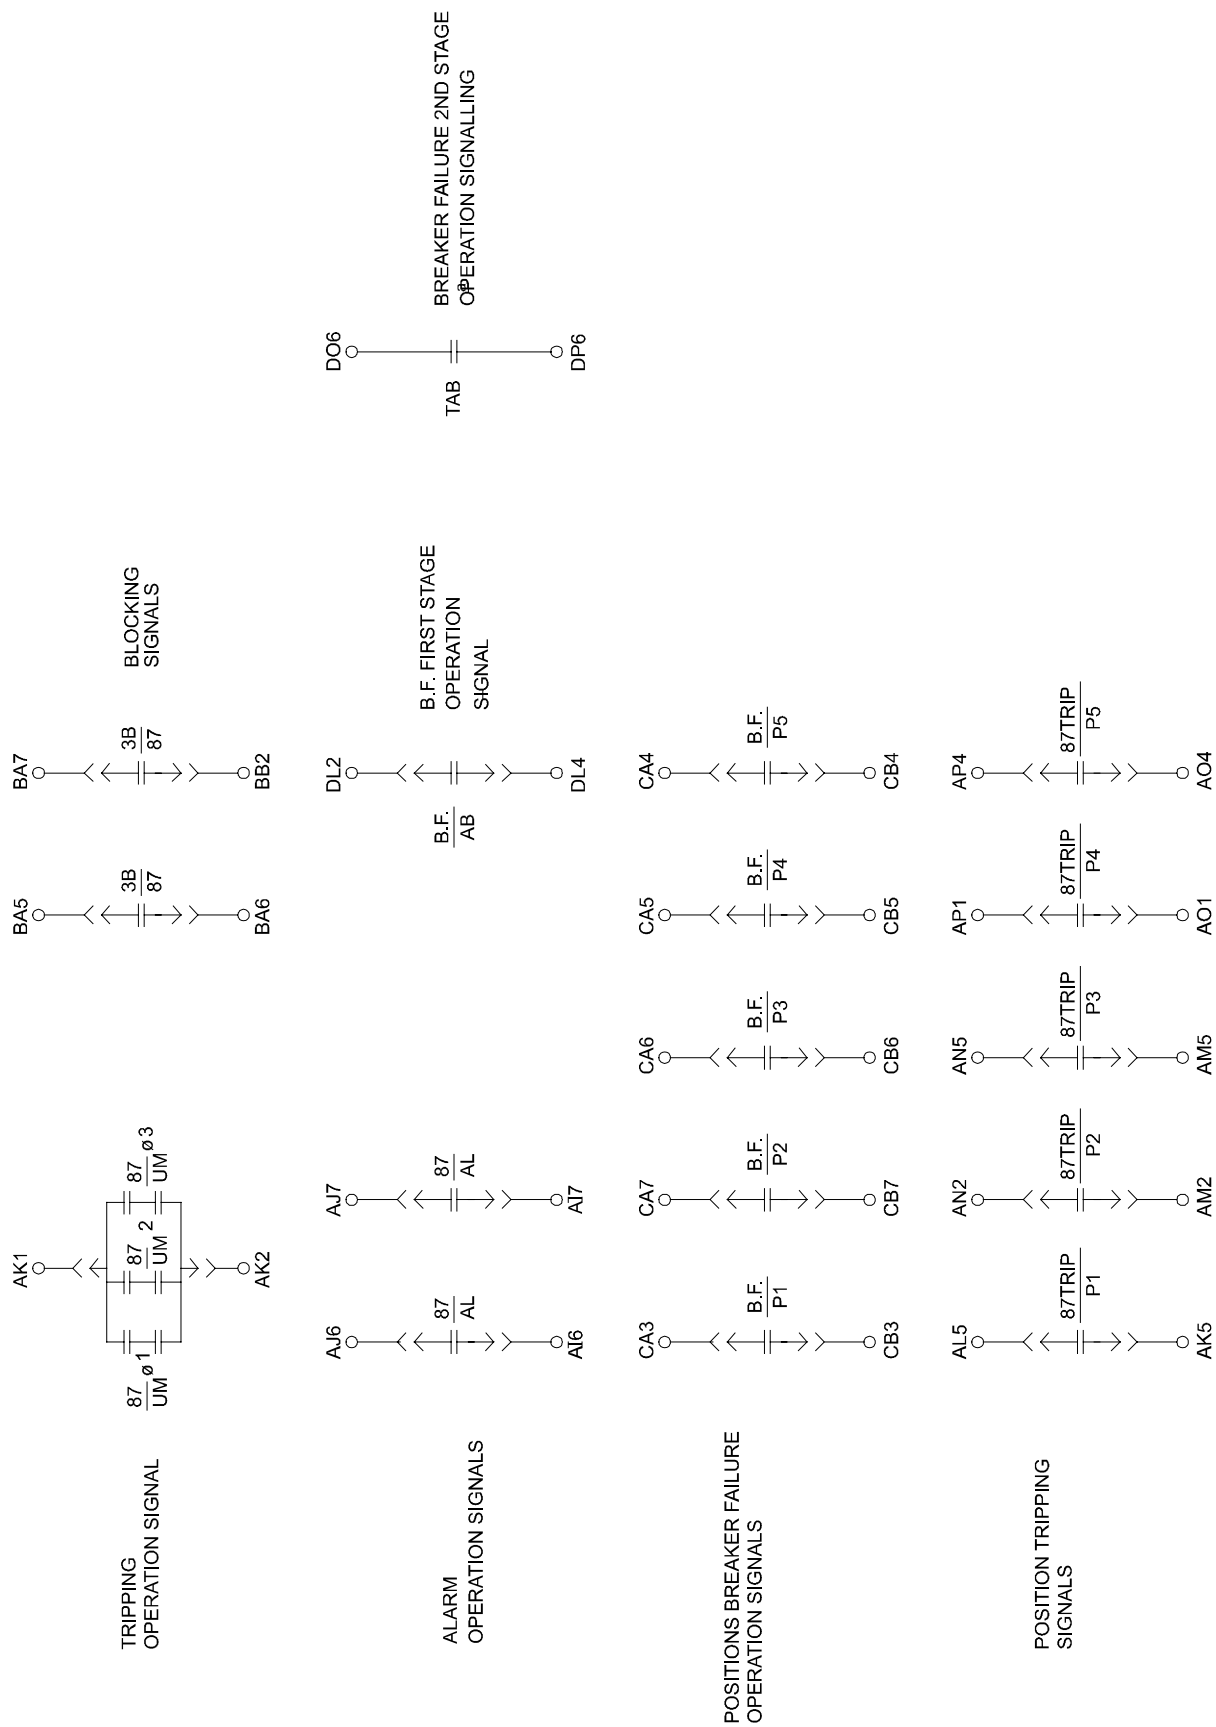 TRIPPING
OPERATION SIGNAL
AK1
87
UM
ø1
87
UM
2
87
UM
ø3
AK2
BA5
3B
87
BA6
BA7
3B
87
BB2
BLOCKING
SIGNALS
ALARM
OPERATION SIGNALS
AJ6
87
AL
AI6
AJ7
87
AL
AI7
DL2
B.F.
AB
DL4
B.F. FIRST STAGE
OPERATION
SIGNAL
DO6
TAB
DP6
BREAKER FAILURE 2ND STAGE
OPERATION SIGNALLING
POSITIONS BREAKER FAILURE
OPERATION SIGNALS
CA3
B.F.
P1
CB3
CA7
B.F.
P2
CB7
CA6
B.F.
P3
CB6
CA5
B.F.
P4
CB5
CA4
B.F.
P5
CB4
POSITION TRIPPING
SIGNALS
AL5
87TRIP
P1
AK5
AN2
87TRIP
P2
AM2
AN5
87TRIP
P3
AM5
AP1
87TRIP
P4
AO1
AP4
87TRIP
P5
AO4